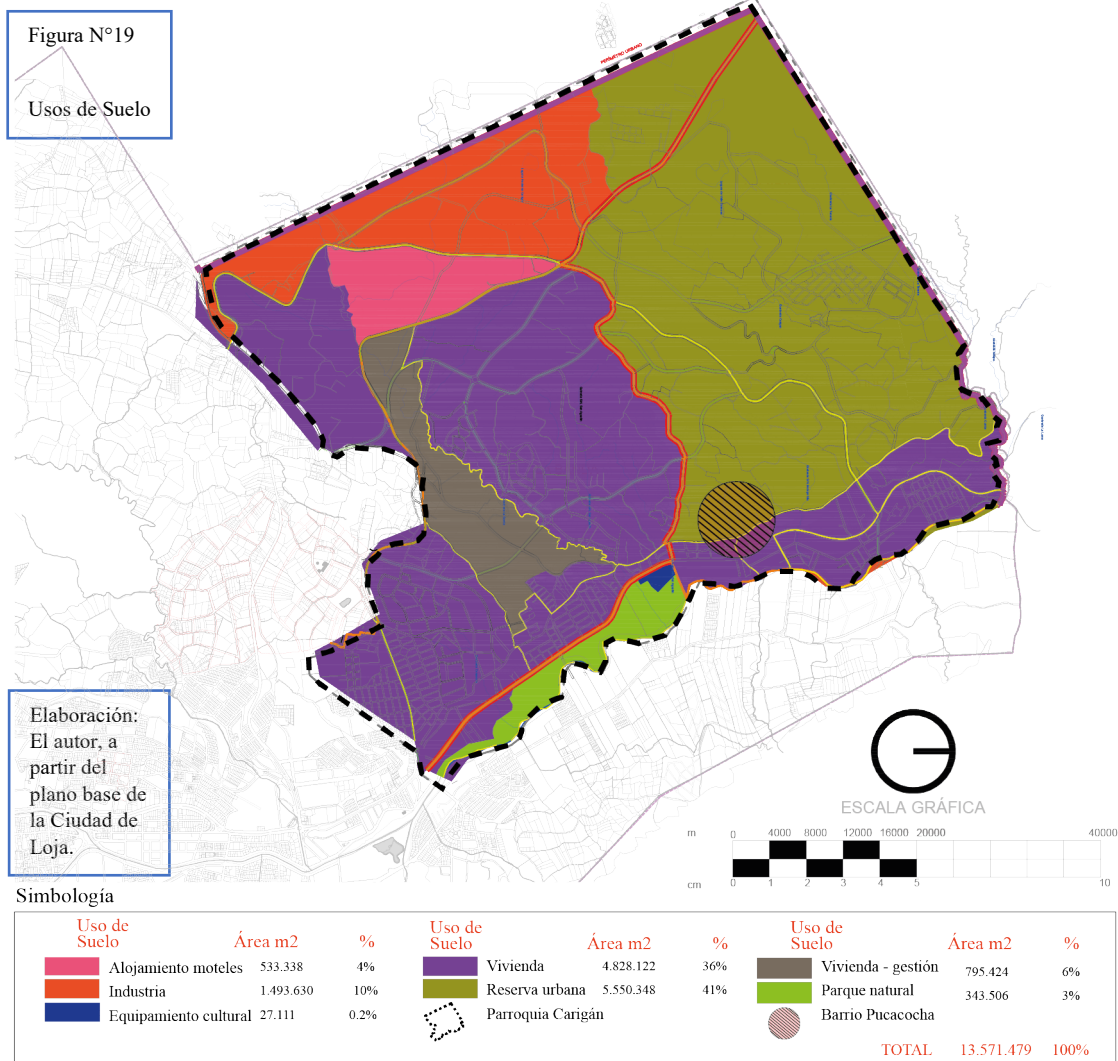 Figura N°19
Usos de Suelo
PERÍMETRO URBANO
Elaboración:
El autor, a
partir del
plano base de
la Ciudad de
Loja.
ESCALA GRÁFICA
m 0 4000 8000 12000 16000 20000 40000
cm 0 1 2 3 4 5 10
Simbología
Uso de Suelo Área m2 %
Alojamiento moteles 533.338 4%
Industria 1.493.630 10%
Equipamiento cultural 27.111 0.2%
Uso de Suelo Área m2 %
Vivienda 4.828.122 36%
Reserva urbana 5.550.348 41%
Parroquia Carigán
Uso de Suelo Área m2 %
Vivienda - gestión 795.424 6%
Parque natural 343.506 3%
Barrio Pucacocha
TOTAL 13.571.479 100%